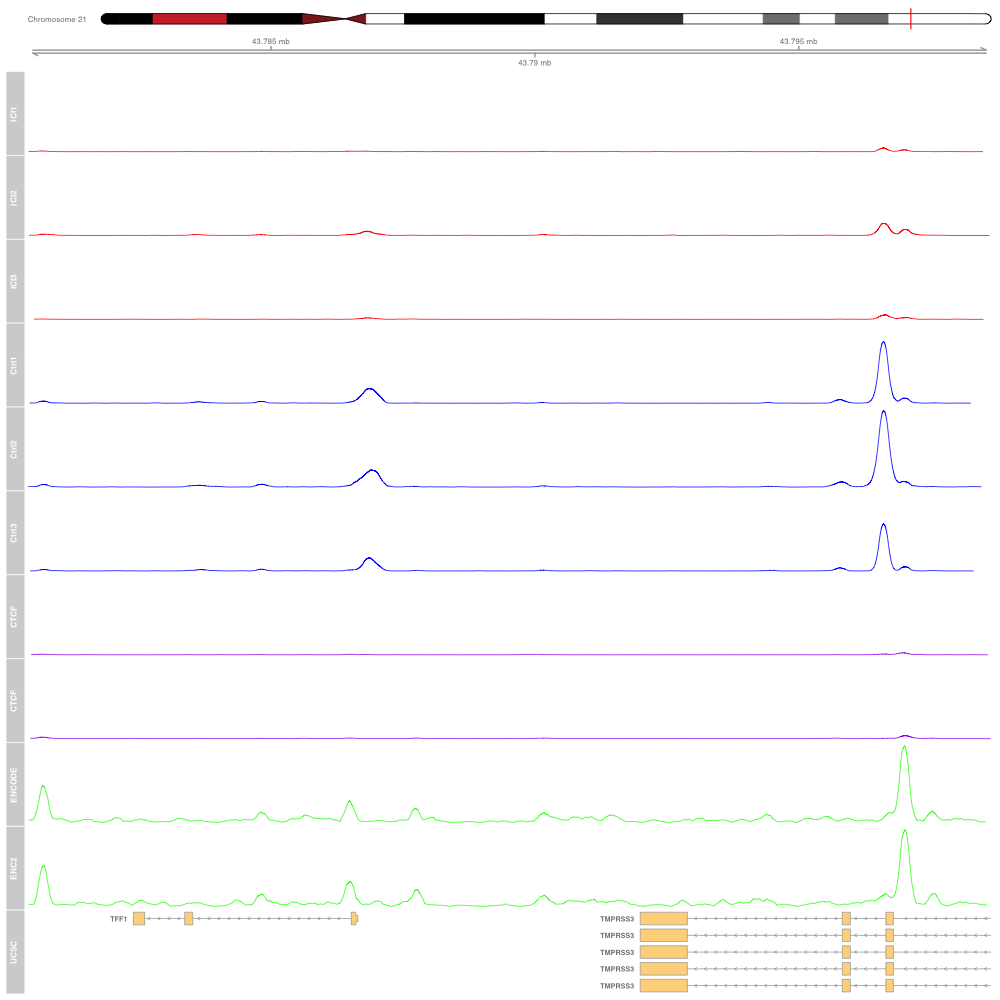 Chromosome 21
43.785 mb
43.795 mb
43.79 mb
ICI1
ICI2
ICI3
Ctrl1
Ctrl2
Ctrl3
CTCF
CTCF
ENCODE
ENC2
UCSC
TFF1
TMPRSS3
TMPRSS3
TMPRSS3
TMPRSS3
TMPRSS3